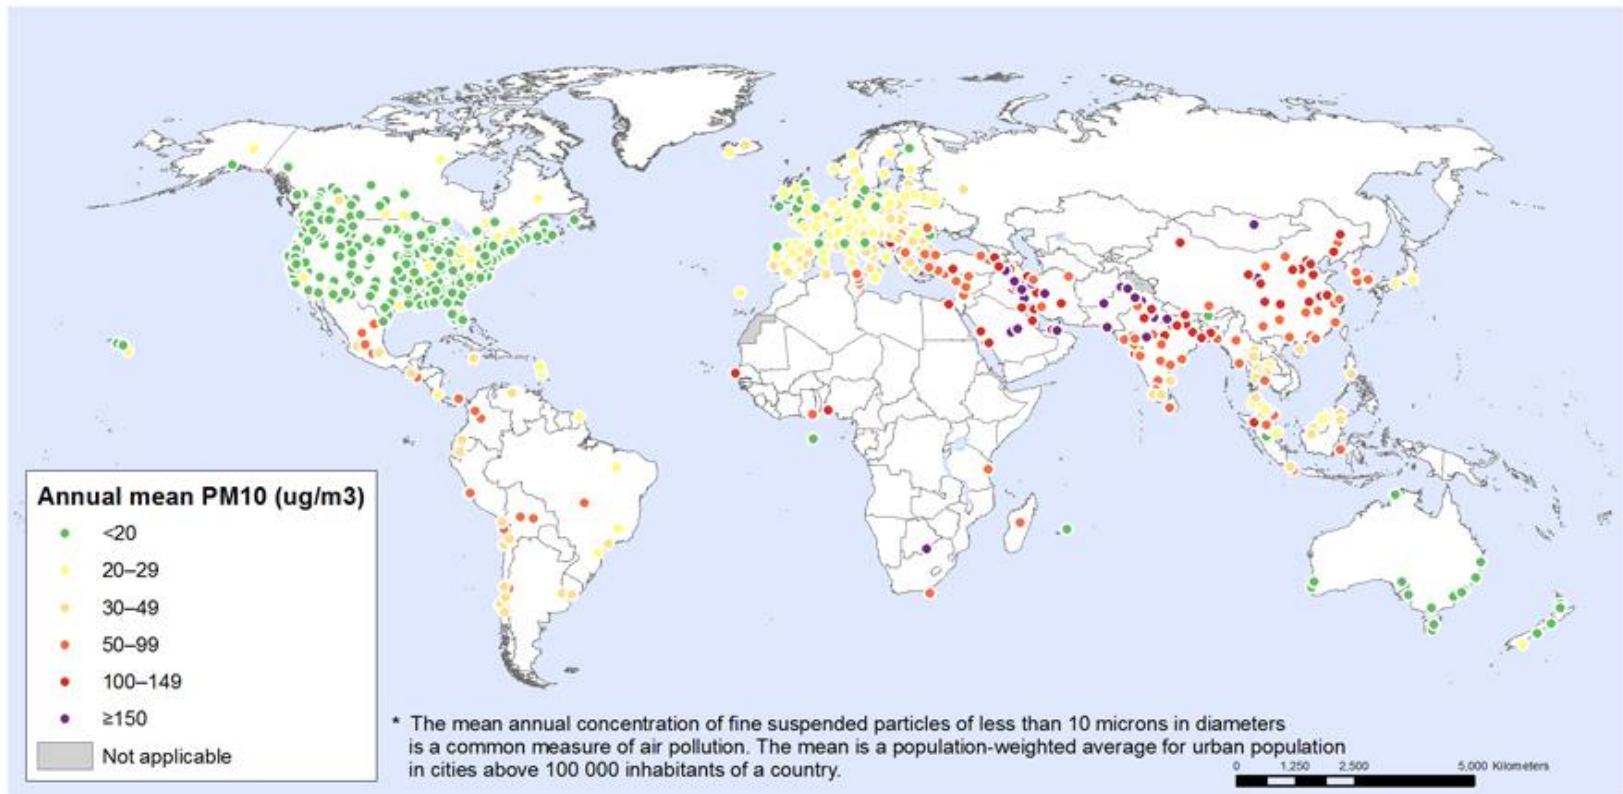 Annual mean PM10 (ug/m3)
<20
20–29
30–49
50–99
100–149
≥150
Not applicable
* The mean annual concentration of fine suspended particles of less than 10 microns in diameters
is a common measure of air pollution. The mean is a population-weighted average for urban population
in cities above 100 000 inhabitants of a country.
0 1,250 2,500 5,000 Kilometers